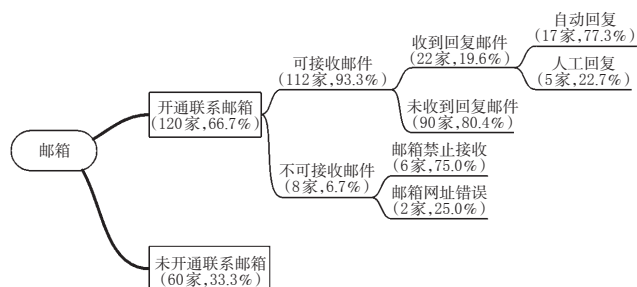 邮箱
开通联系邮箱
(120家,66.7%)
可接收邮件
(112家,93.3%)
收到回复邮件
(22家,19.6%)
自动回复
(17家,77.3%)
人工回复
(5家,22.7%)
未收到回复邮件
(90家,80.4%)
不可接收邮件
(8家,6.7%)
邮箱禁止接收
(6家,75.0%)
邮箱网址错误
(2家,25.0%)
未开通联系邮箱
(60家,33.3%)